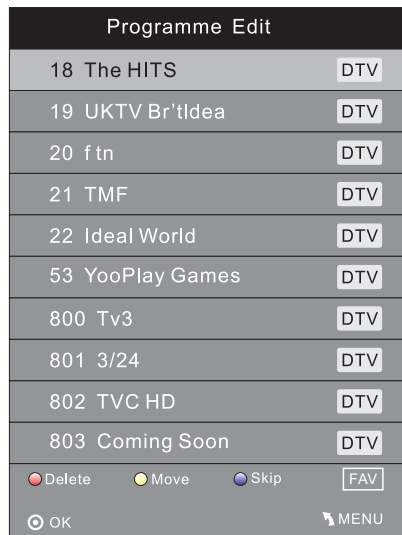 Programme Edit
18 The HITS DTV
19 UKTV Br'tIdea DTV
20 f tn DTV
21 TMF DTV
22 Ideal World DTV
53 YooPlay Games DTV
800 Tv3 DTV
801 3/24 DTV
802 TVC HD DTV
803 Coming Soon DTV
Delete Move Skip FAV
OK MENU